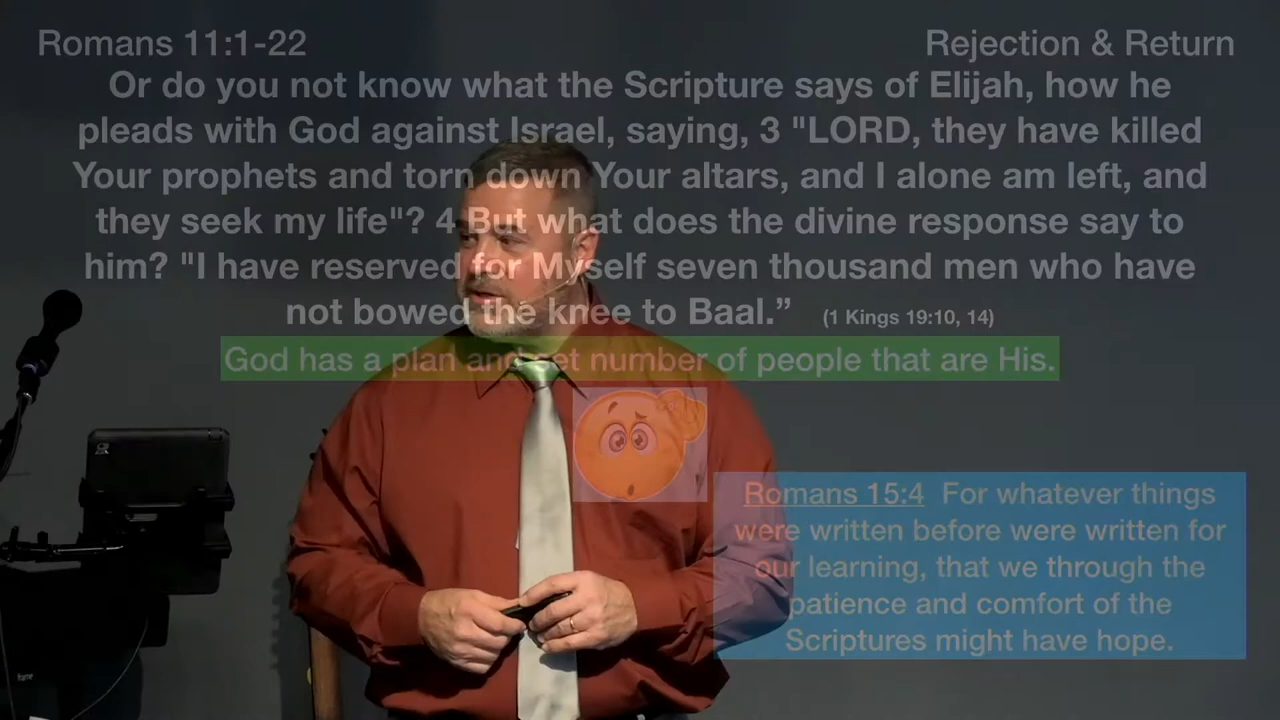 Romans 11:1-22
Rejection & Return
Or do you not know what the Scripture says of Elijah, how he
pleads with God against Israel, saying, 3 "LORD, they have killed
Your prophets and torn down Your altars, and I alone am left, and
they seek my life"? 4 But what does the divine response say to
him? "I have reserved for Myself seven thousand men who have
not bowed the knee to Baal.” (1 Kings 19:10, 14)
God has a plan and set number of people that are His.
Romans 15:4 For whatever things
were written before were written for
our learning, that we through the
patience and comfort of the
Scriptures might have hope.